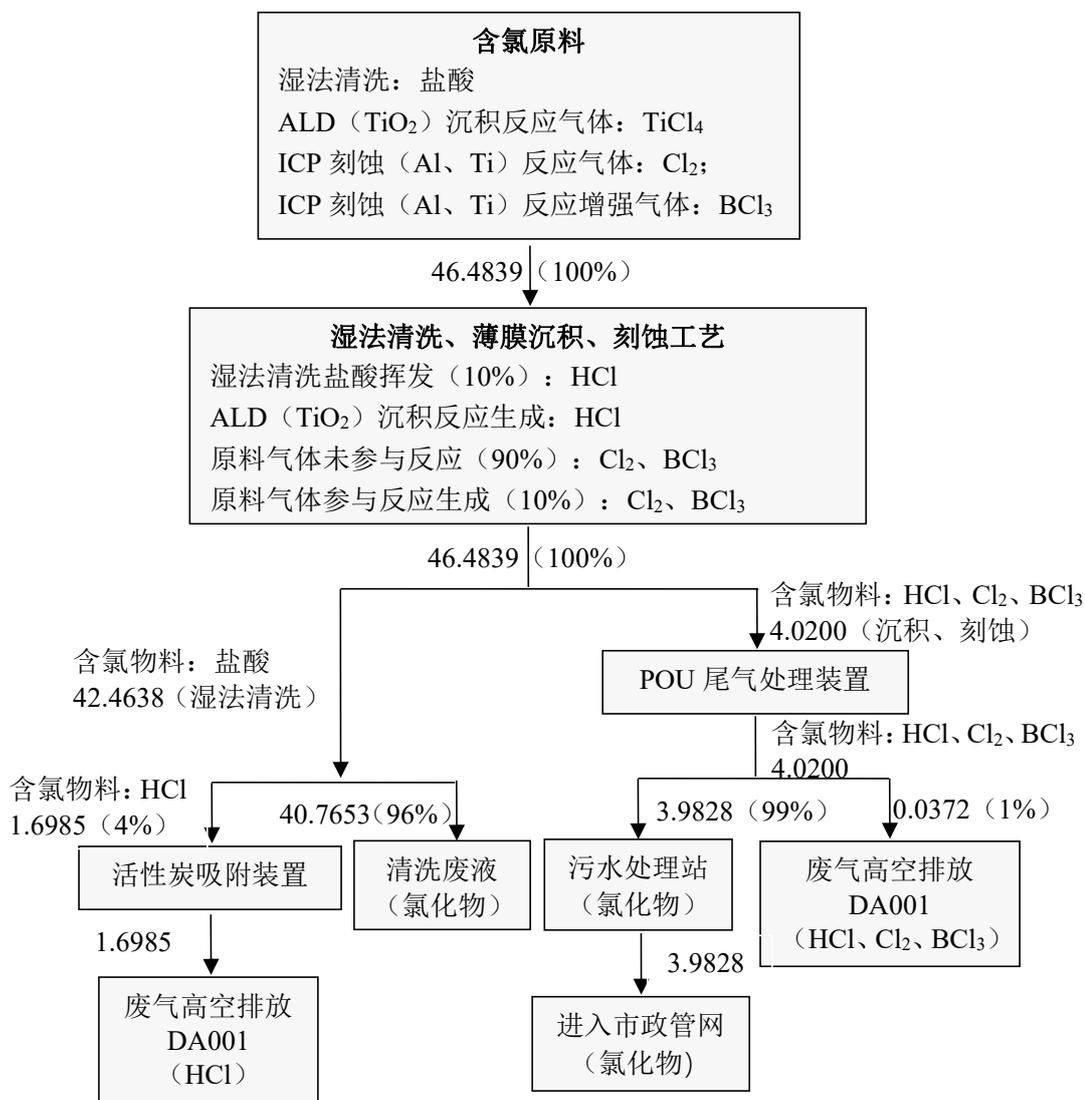 含氯原料
湿法清洗：盐酸
ALD（TiO₂）沉积反应气体：TiCl₄
ICP 刻蚀（Al、Ti）反应气体：Cl₂；
ICP 刻蚀（Al、Ti）反应增强气体：BCl₃
46.4839（100%）
湿法清洗、薄膜沉积、刻蚀工艺
湿法清洗盐酸挥发（10%）：HCl
ALD（TiO₂）沉积反应生成：HCl
原料气体未参与反应（90%）：Cl₂、BCl₃
原料气体参与反应生成（10%）：Cl₂、BCl₃
46.4839（100%）
含氯物料：HCl、Cl₂、BCl₃
4.0200（沉积、刻蚀）
含氯物料：盐酸
42.4638（湿法清洗）
POU 尾气处理装置
含氯物料：HCl、Cl₂、BCl₃
4.0200
含氯物料：HCl
1.6985（4%）
40.7653（96%）
3.9828（99%）
0.0372（1%）
活性炭吸附装置
清洗废液
（氯化物）
污水处理站
（氯化物）
废气高空排放
DA001
（HCl、Cl₂、BCl₃）
1.6985
3.9828
废气高空排放
DA001
（HCl）
进入市政管网
（氯化物)